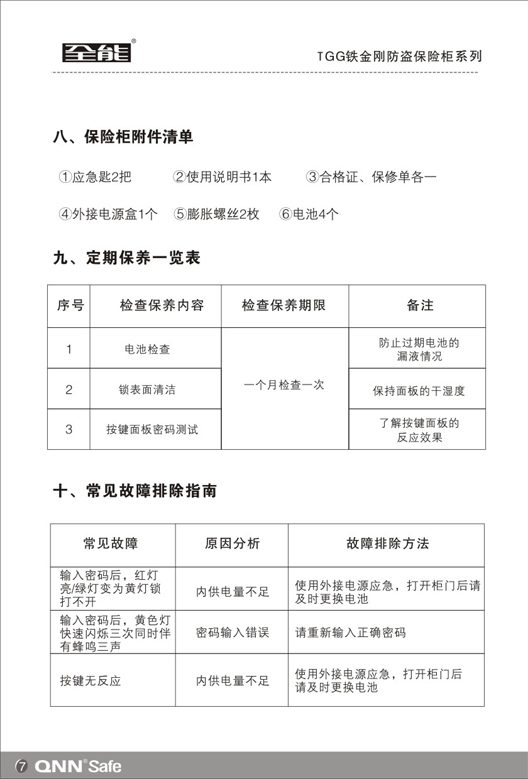 全能®
TGG铁金刚防盗保险柜系列
八、保险柜附件清单
①应急匙2把 ②使用说明书1本 ③合格证、保修单各一
④外接电源盒1个 ⑤膨胀螺丝2枚 ⑥电池4个
九、定期保养一览表
序号 检查保养内容 检查保养期限 备注
1 电池检查 防止过期电池的
漏液情况
一个月检查一次
2 锁表面清洁 保持面板的干湿度
3 按键面板密码测试 了解按键面板的
反应效果
十、常见故障排除指南
常见故障 原因分析 故障排除方法
输入密码后，红灯
亮/绿灯变为黄灯锁
打不开
内供电量不足
使用外接电源应急，打开柜门后请
及时更换电池
输入密码后，黄色灯
快速闪烁三次同时伴
有蜂鸣三声
密码输入错误
请重新输入正确密码
按键无反应
内供电量不足
使用外接电源应急，打开柜门后
请及时更换电池
7 QNN® Safe